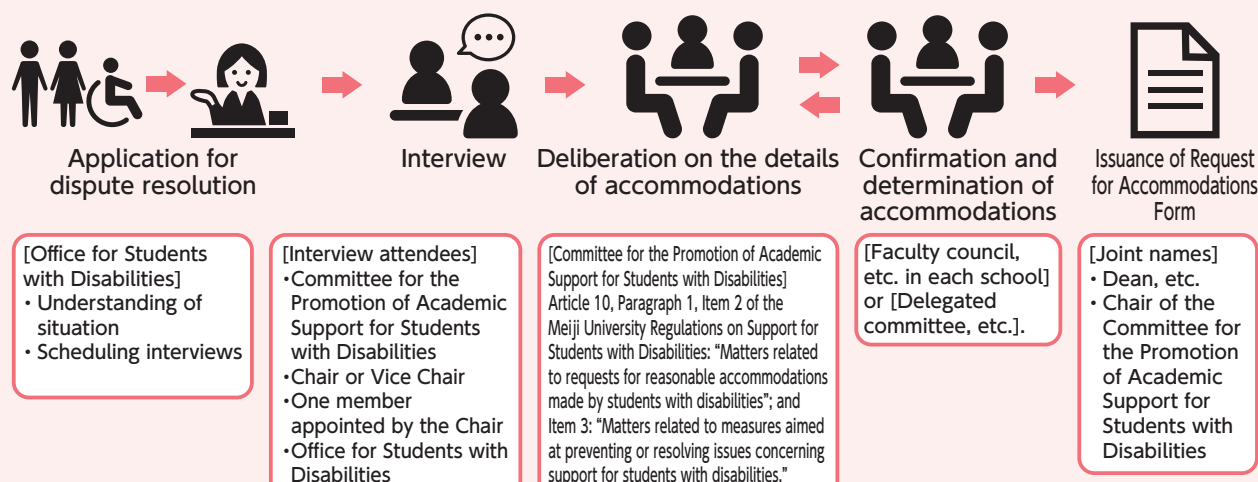 Application for
dispute resolution
Interview
Deliberation on the details
of accommodations
Confirmation and
determination of
accommodations
Issuance of Request
for Accommodations
Form
[Office for Students
with Disabilities]
・Understanding of
situation
・Scheduling interviews
[Interview attendees]
・Committee for the
Promotion of Academic
Support for Students
with Disabilities
・Chair or Vice Chair
・One member
appointed by the Chair
・Office for Students with
Disabilities
[Committee for the Promotion of Academic
Support for Students with Disabilities]
Article 10, Paragraph 1, Item 2 of the
Meiji University Regulations on Support for
Students with Disabilities: “Matters related
to requests for reasonable accommodations
made by students with disabilities”; and
Item 3: “Matters related to measures aimed
at preventing or resolving issues concerning
support for students with disabilities.”
[Faculty council,
etc. in each school]
or [Delegated
committee, etc.].
[Joint names]
・Dean, etc.
・Chair of the
Committee for
the Promotion
of Academic
Support for
Students with
Disabilities